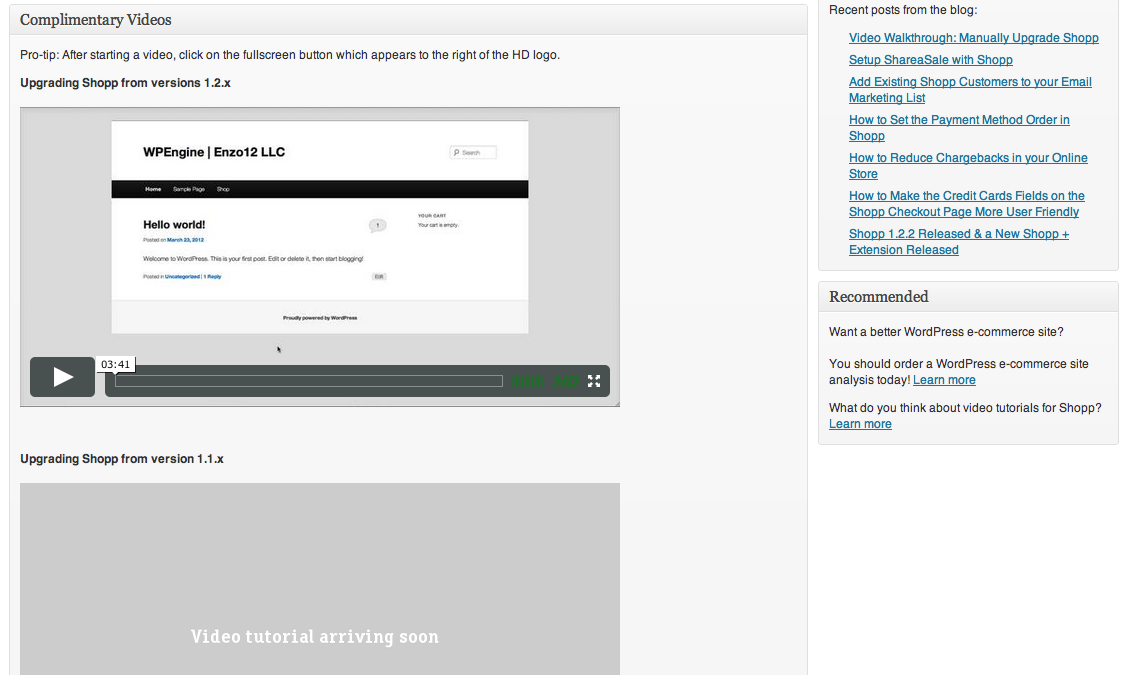 Complimentary Videos
Pro-tip: After starting a video, click on the fullscreen button which appears to the right of the HD logo.
Upgrading Shopp from versions 1.2.x
WPEngine | Enzo12 LLC
Search
Home Sample Page Shop
Hello world!
1
Posted on March 23, 2012
Welcome to WordPress. This is your first post. Edit or delete it, then start blogging!
Posted in Uncategorized | 1 Reply
Edit
YOUR CART
Your cart is empty.
Proudly powered by WordPress
03:41
Upgrading Shopp from version 1.1.x
Video tutorial arriving soon
Recent posts from the blog:
Video Walkthrough: Manually Upgrade Shopp
Setup ShareaSale with Shopp
Add Existing Shopp Customers to your Email
Marketing List
How to Set the Payment Method Order in
Shopp
How to Reduce Chargebacks in your Online
Store
How to Make the Credit Cards Fields on the
Shopp Checkout Page More User Friendly
Shopp 1.2.2 Released & a New Shopp +
Extension Released
Recommended
Want a better WordPress e-commerce site?
You should order a WordPress e-commerce site
analysis today! Learn more
What do you think about video tutorials for Shopp?
Learn more